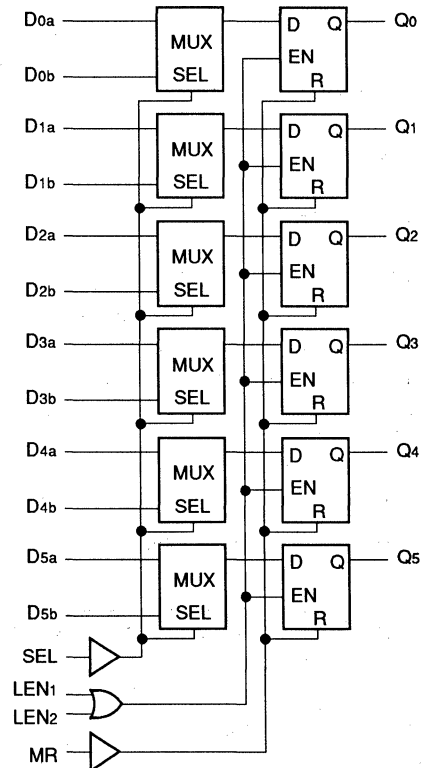 D0a MUX D Q Q0
D0b SEL EN
R
D1a MUX D Q Q1
D1b SEL EN
R
D2a MUX D Q Q2
D2b SEL EN
R
D3a MUX D Q Q3
D3b SEL EN
R
D4a MUX D Q Q4
D4b SEL EN
R
D5a MUX D Q Q5
D5b SEL EN
R
SEL
LEN1
LEN2
MR